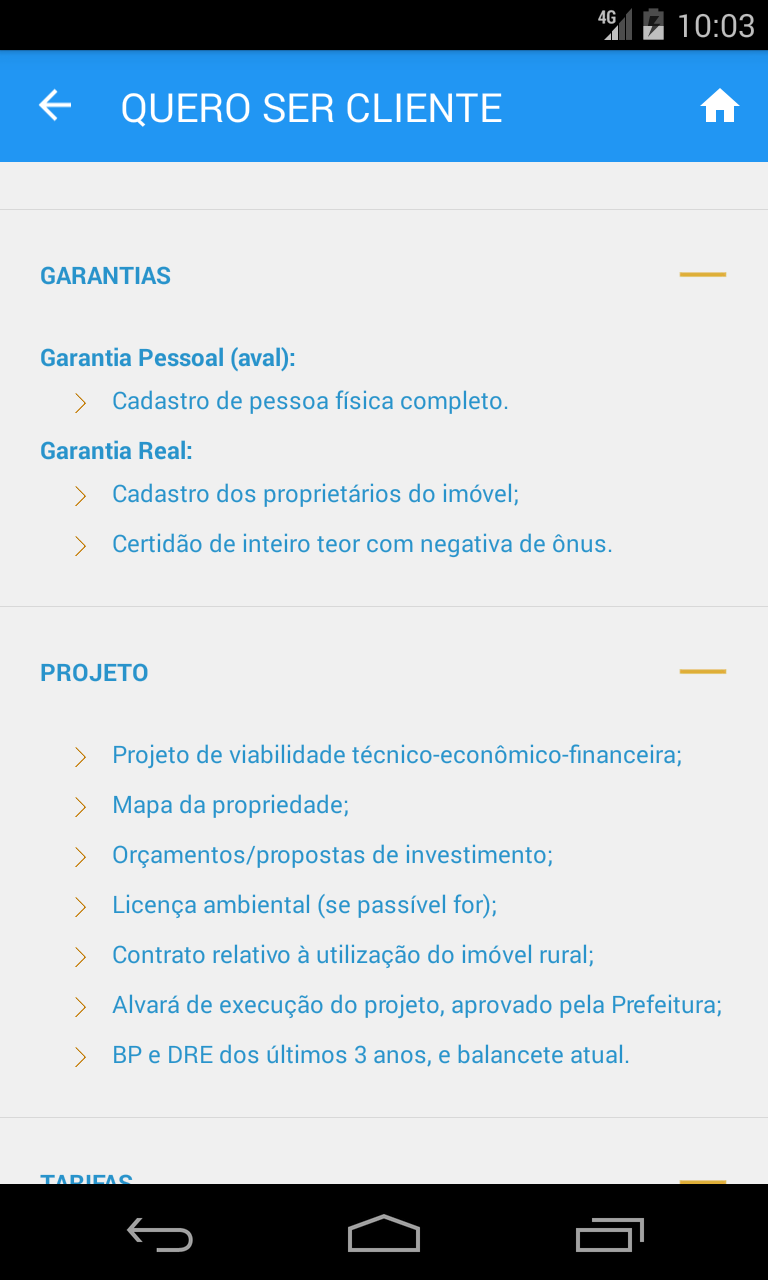 4G 10:03
QUERO SER CLIENTE
GARANTIAS
Garantia Pessoal (aval):
Cadastro de pessoa física completo.
Garantia Real:
Cadastro dos proprietários do imóvel;
Certidão de inteiro teor com negativa de ônus.
PROJETO
Projeto de viabilidade técnico-econômico-financeira;
Mapa da propriedade;
Orçamentos/propostas de investimento;
Licença ambiental (se passível for);
Contrato relativo à utilização do imóvel rural;
Alvará de execução do projeto, aprovado pela Prefeitura;
BP e DRE dos últimos 3 anos, e balancete atual.
TARIFAS